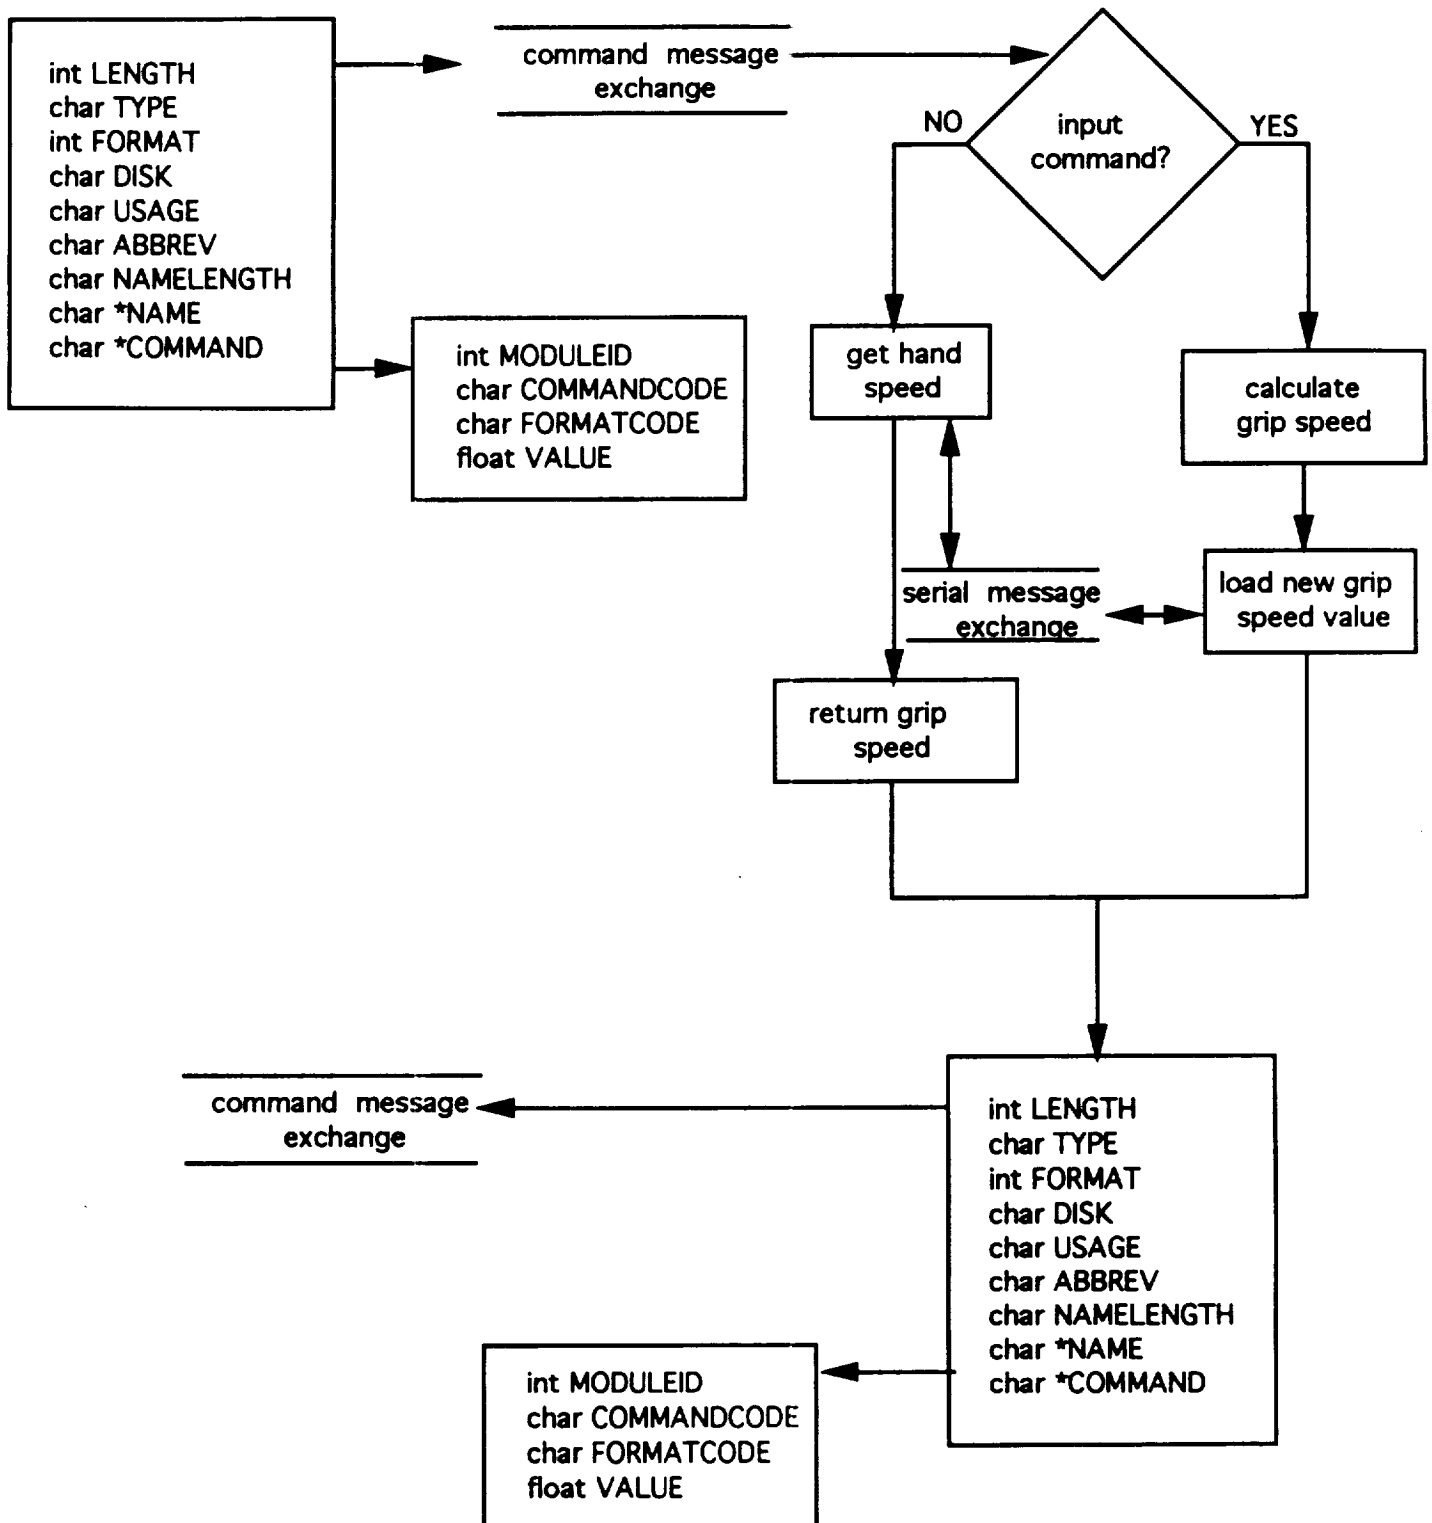 int LENGTH
char TYPE
int FORMAT
char DISK
char USAGE
char ABBREV
char NAMELENGTH
char *NAME
char *COMMAND
command message
exchange
int MODULEID
char COMMANDCODE
char FORMATCODE
float VALUE
input
command?
NO
YES
get hand
speed
calculate
grip speed
serial message
exchange
load new grip
speed value
return grip
speed
command message
exchange
int LENGTH
char TYPE
int FORMAT
char DISK
char USAGE
char ABBREV
char NAMELENGTH
char *NAME
char *COMMAND
int MODULEID
char COMMANDCODE
char FORMATCODE
float VALUE